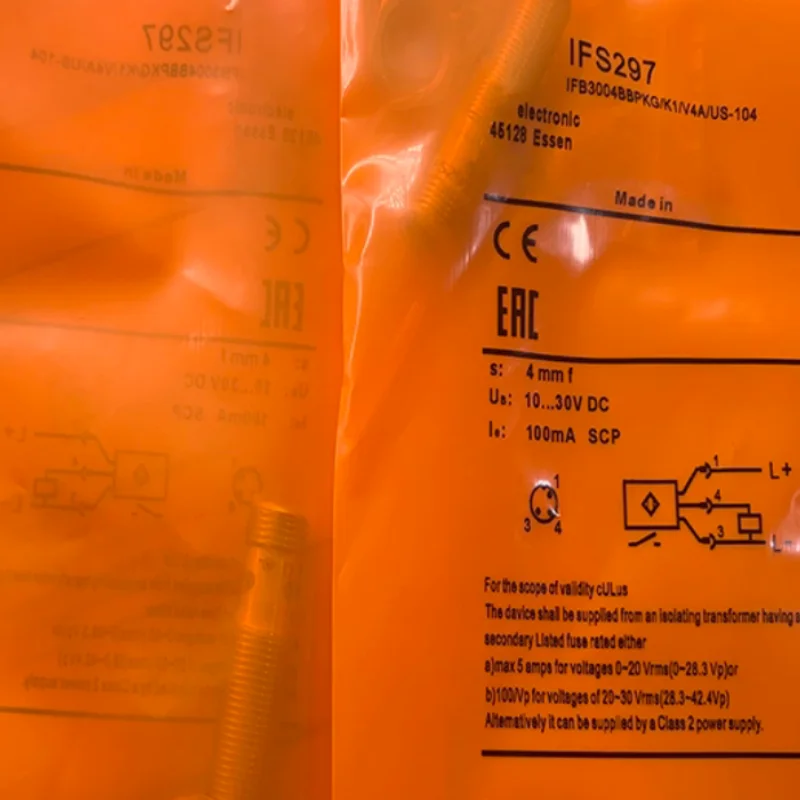 IFS297
IFB3004BBPKG/K1/V4A/US-104
electronic
45128 Essen
Made in
CE
EAC
s: 4 mm f
UB: 10...30V DC
Ie: 100mA SCP
1
3 4
1 L+
4
3 L-
For the scope of validity cULus
The device shall be supplied from an isolating transformer having a
secondary Listed fuse rated either
a)max 5 amps for voltages 0~20 Vrms(0~28.3 Vp)or
b)100/Vp for voltages of 20~30 Vrms(28.3~42.4Vp)
Alternatively it can be supplied by a Class 2 power supply.